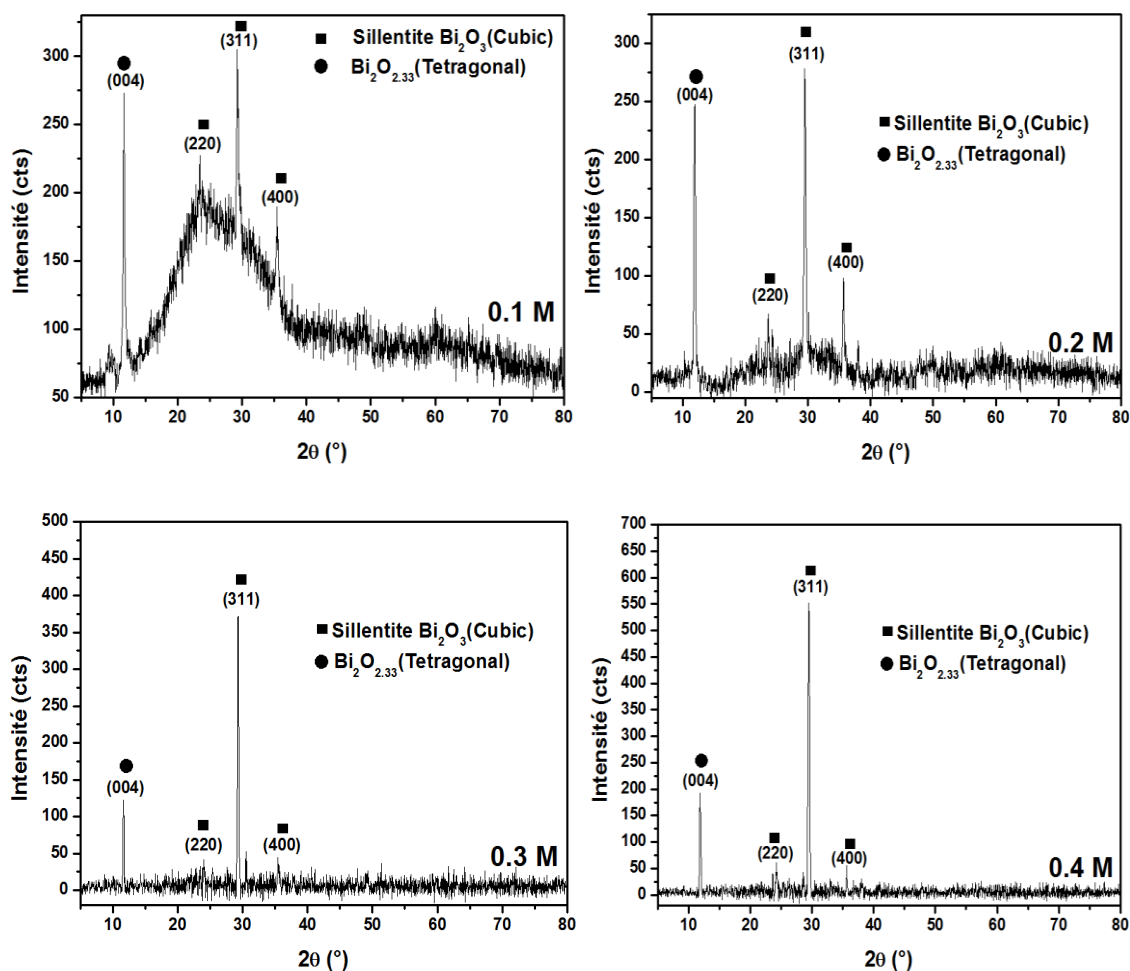 ■ Sillentite Bi₂O₃(Cubic)
● Bi₂O₂.₃₃(Tetragonal)
(311)
(004)
(220)
(400)
0.1 M
Intensité (cts)
300
250
200
150
100
50
10 20 30 40 50 60 70 80
2θ (°)
(311)
(004)
■ Sillentite Bi₂O₃(Cubic)
● Bi₂O₂.₃₃(Tetragonal)
(400)
(220)
0.2 M
Intensité (cts)
300
250
200
150
100
50
0
10 20 30 40 50 60 70 80
2θ (°)
(311)
■ Sillentite Bi₂O₃(Cubic)
● Bi₂O₂.₃₃(Tetragonal)
(004)
(220)
(400)
0.3 M
Intensité (cts)
500
450
400
350
300
250
200
150
100
50
0
10 20 30 40 50 60 70 80
2θ (°)
(311)
■ Sillentite Bi₂O₃(Cubic)
● Bi₂O₂.₃₃(Tetragonal)
(004)
(220)
(400)
0.4 M
Intensité (cts)
700
650
600
550
500
450
400
350
300
250
200
150
100
50
0
10 20 30 40 50 60 70 80
2θ (°)